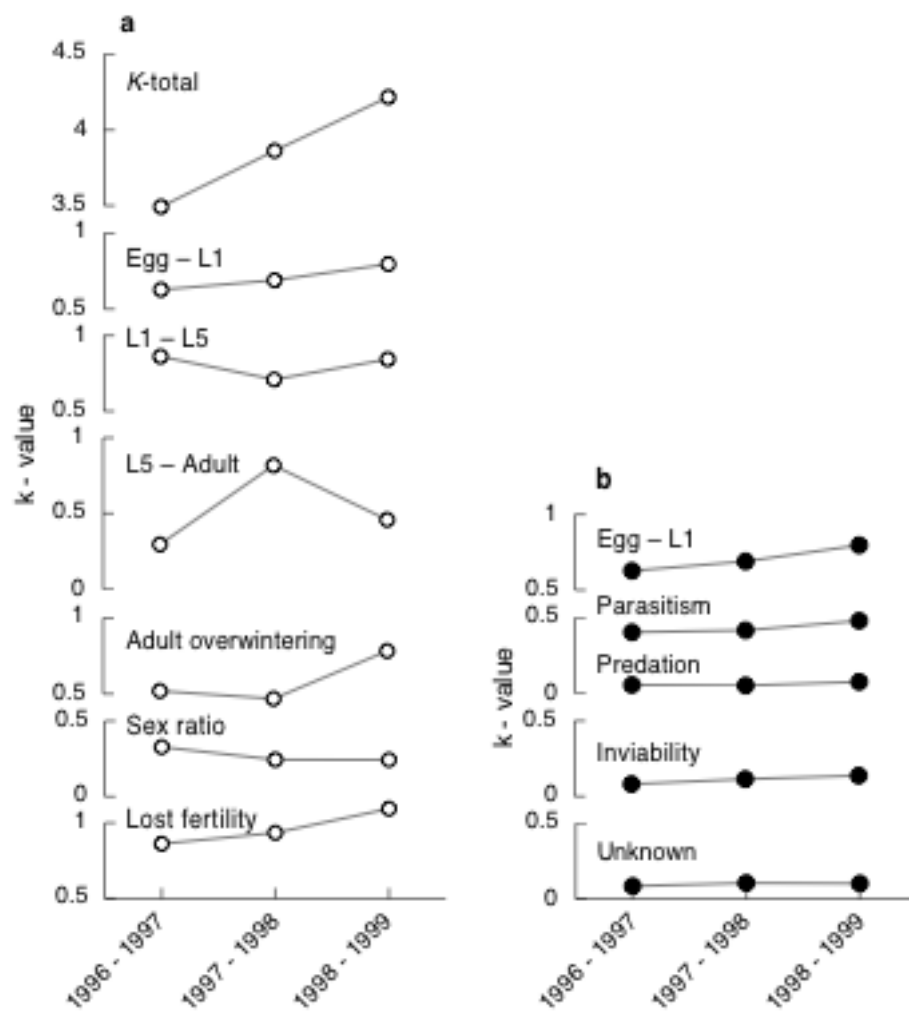 a
4.5
K-total
4
3.5
1
Egg – L1
0.5
1
L1 – L5
0.5
1
L5 – Adult
0.5
0
1
Adult overwintering
0.5
0.5
Sex ratio
0
1
Lost fertility
0.5
k - value
1996 - 1997
1997 - 1998
1998 - 1999
b
1
Egg – L1
0.5
Parasitism
0.5
Predation
0
0.5
Inviability
0
0.5
Unknown
0
k - value
1996 - 1997
1997 - 1998
1998 - 1999